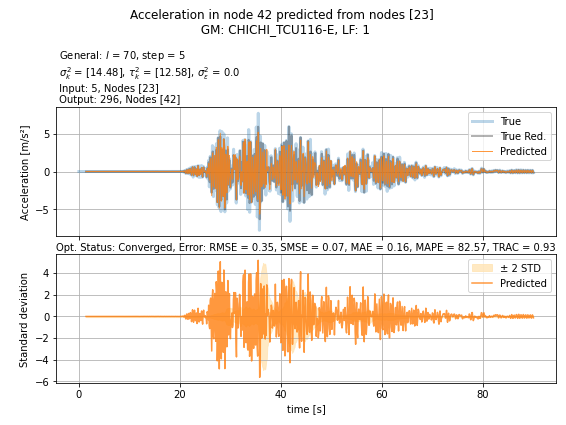 Acceleration in node 42 predicted from nodes [23]
GM: CHICHI_TCU116-E, LF: 1
General: l = 70, step = 5
σ²ₖ = [14.48], τ²ₖ = [12.58], σ²ε = 0.0
Input: 5, Nodes [23]
Output: 296, Nodes [42]
Acceleration [m/s²]
5
0
−5
True
True Red.
Predicted
Opt. Status: Converged, Error: RMSE = 0.35, SMSE = 0.07, MAE = 0.16, MAPE = 82.57, TRAC = 0.93
Standard deviation
4
2
0
−2
−4
−6
± 2 STD
Predicted
0 20 40 60 80
time [s]